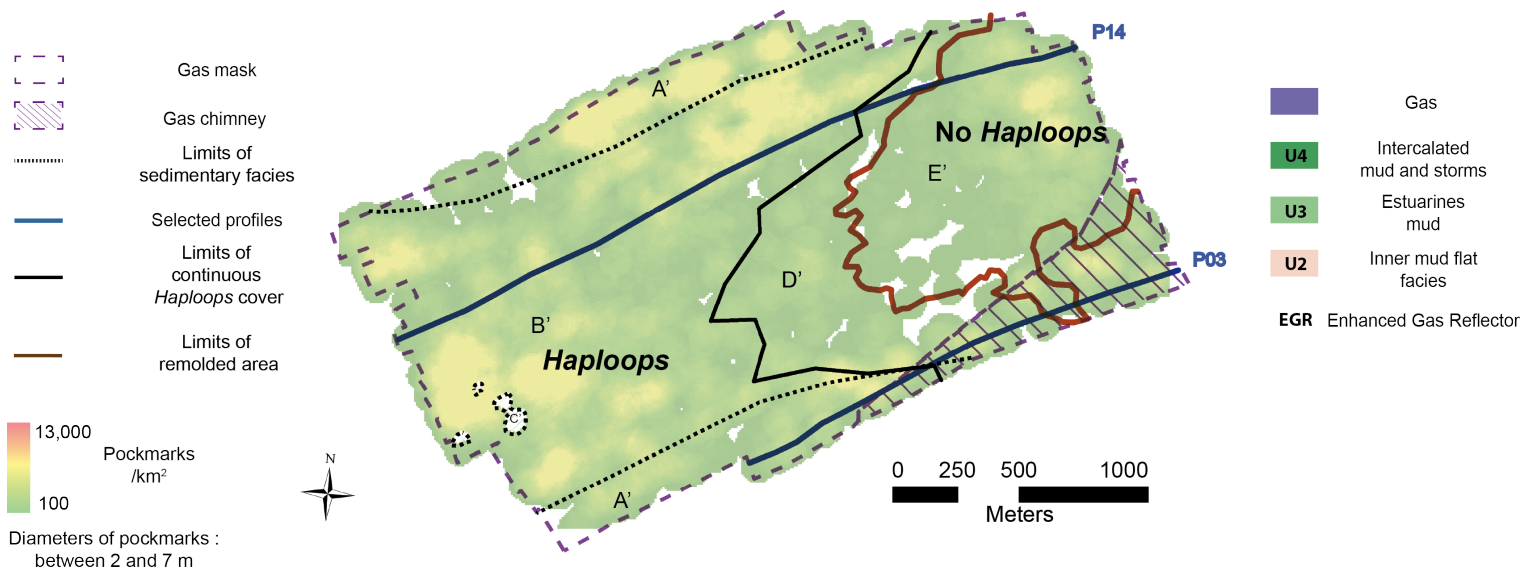 Gas mask
Gas chimney
Limits of
sedimentary facies
Selected profiles
Limits of
continuous
Haploops cover
Limits of
remolded area
13,000
Pockmarks
/km²
100
Diameters of pockmarks :
between 2 and 7 m
N
A’
P14
No Haploops
E’
D’
P03
B’
Haploops
C’
A’
0 250 500 1000
Meters
Gas
U4 Intercalated
mud and storms
U3 Estuarines
mud
U2 Inner mud flat
facies
EGR Enhanced Gas Reflector